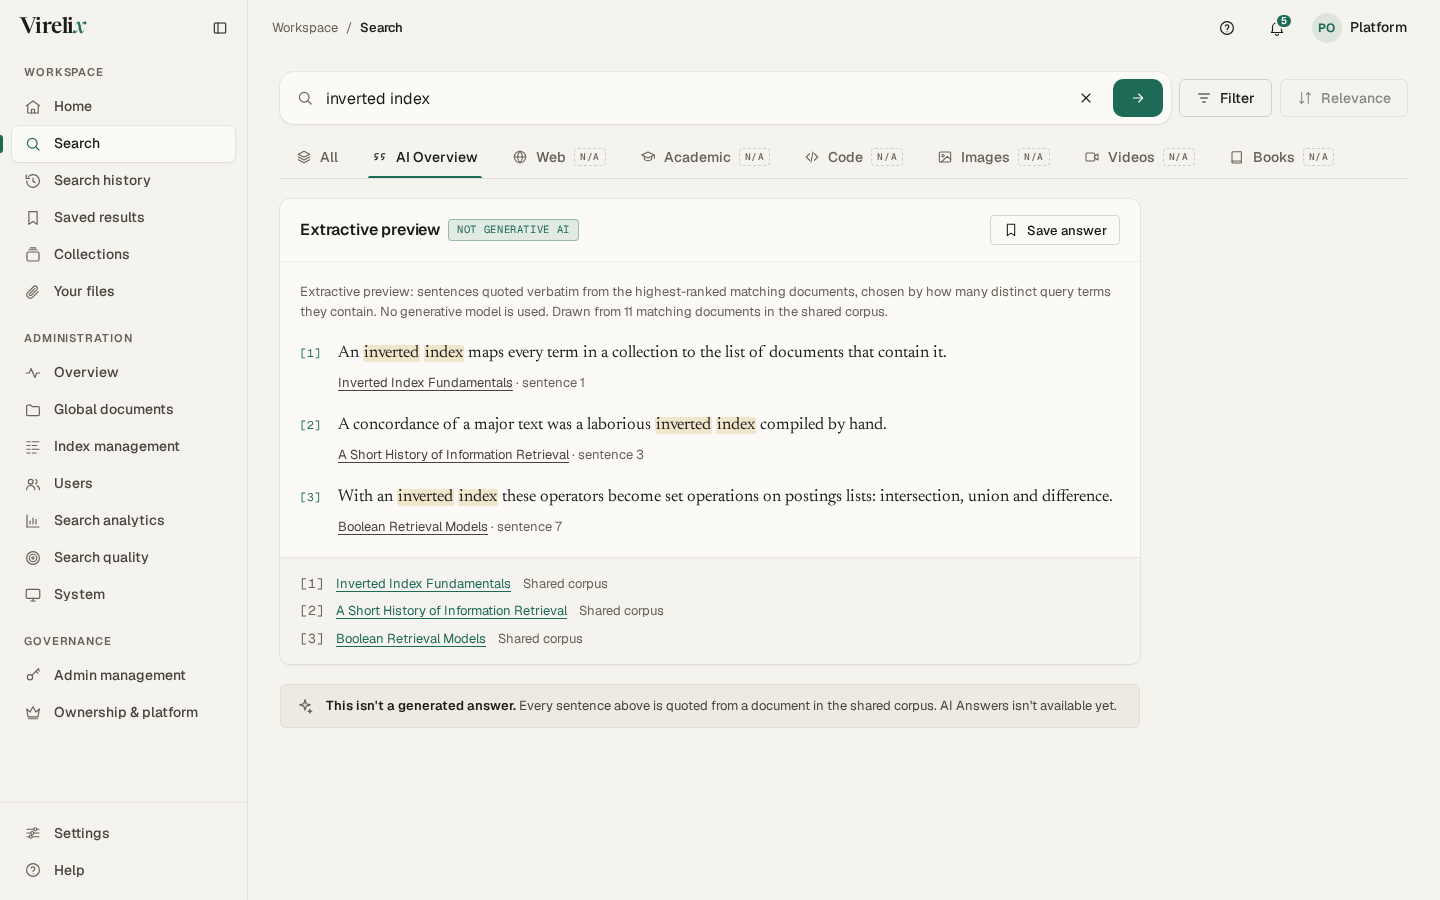 Virelix
Workspace / Search
5
PO
Platform
WORKSPACE
Home
Search
Search history
Saved results
Collections
Your files
ADMINISTRATION
Overview
Global documents
Index management
Users
Search analytics
Search quality
System
GOVERNANCE
Admin management
Ownership & platform
Settings
Help
inverted index
Filter
Relevance
All
AI Overview
Web N/A
Academic N/A
Code N/A
Images N/A
Videos N/A
Books N/A
Extractive preview NOT GENERATIVE AI
Save answer
Extractive preview: sentences quoted verbatim from the highest-ranked matching documents, chosen by how many distinct query terms
they contain. No generative model is used. Drawn from 11 matching documents in the shared corpus.
[1] An inverted index maps every term in a collection to the list of documents that contain it.
Inverted Index Fundamentals · sentence 1
[2] A concordance of a major text was a laborious inverted index compiled by hand.
A Short History of Information Retrieval · sentence 3
[3] With an inverted index these operators become set operations on postings lists: intersection, union and difference.
Boolean Retrieval Models · sentence 7
[1] Inverted Index Fundamentals Shared corpus
[2] A Short History of Information Retrieval Shared corpus
[3] Boolean Retrieval Models Shared corpus
This isn't a generated answer. Every sentence above is quoted from a document in the shared corpus. AI Answers isn't available yet.